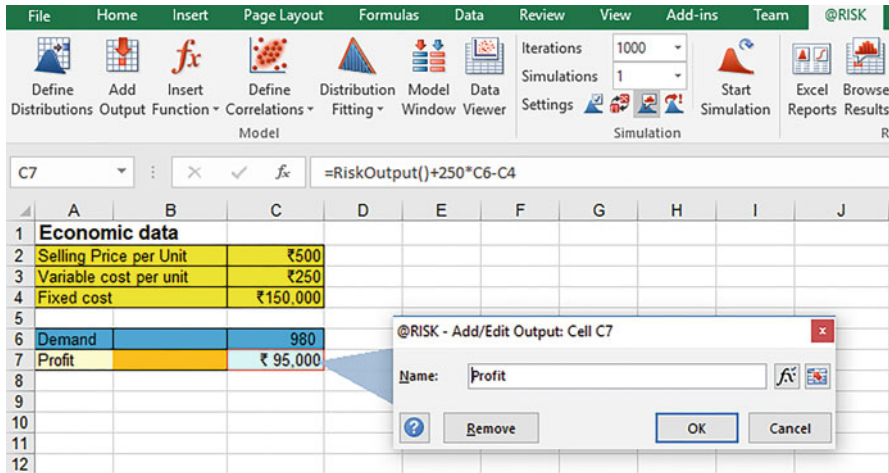 File Home Insert Page Layout Formulas Data Review View Add-ins Team @RISK
Define Distributions
Add Output
fx
Insert Function
Define Correlations
Distribution Fitting
Model Window
Data Viewer
Model
Iterations 1000
Simulations 1
Settings
Start Simulation
Simulation
Excel Reports
Browse Results
R
C7 fx =RiskOutput()+250*C6-C4
A B C D E F G H I J
1 Economic data
2 Selling Price per Unit ₹500
3 Variable cost per unit ₹250
4 Fixed cost ₹150,000
5
6 Demand 980
7 Profit ₹ 95,000
8
9
10
11
12
@RISK - Add/Edit Output: Cell C7
x
Name: Profit
fx
?
Remove OK Cancel